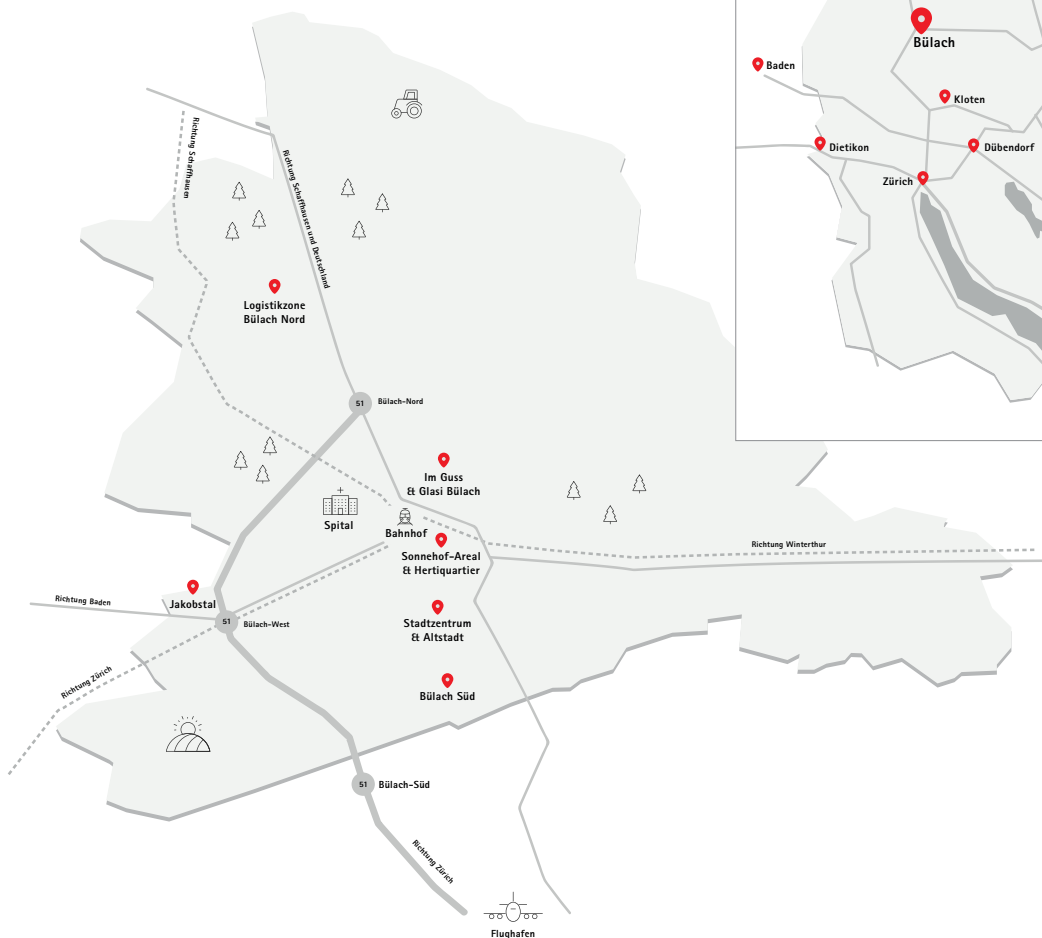 Bülach
Baden
Kloten
Dietikon
Dübendorf
Zürich
Richtung Schaffhausen
Richtung Schaffhausen und Deutschland
Logistikzone
Bülach Nord
51
Bülach-Nord
Im Guss
& Glasi Bülach
Spital
Bahnhof
Sonnehof-Areal
& Hertiquartier
Richtung Winterthur
Jakobstal
Richtung Baden
51
Bülach-West
Stadtzentrum
& Altstadt
Richtung Zürich
Bülach Süd
51
Bülach-Süd
Richtung Zürich
Flughafen